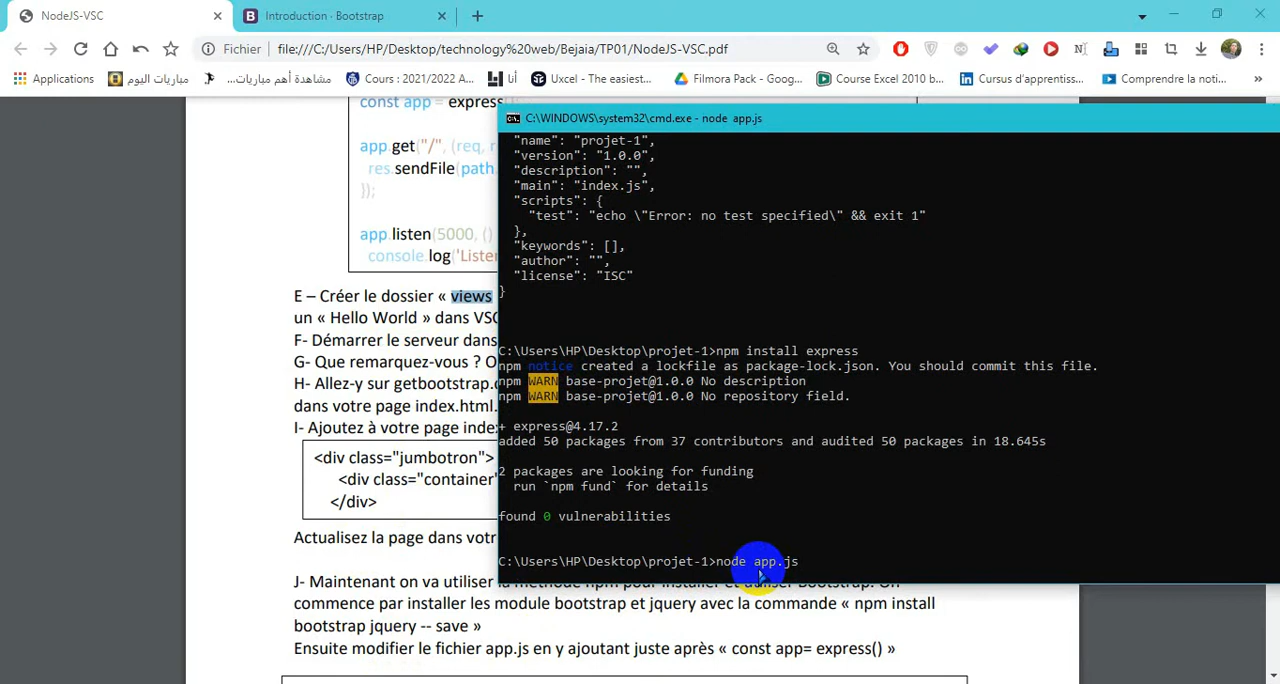 NodeJS-VSC
Introduction · Bootstrap
Fichier
file:///C:/Users/HP/Desktop/technology%20web/Bejaia/TP01/NodeJS-VSC.pdf
Applications
مباريات اليوم
مشاهدة أهم مباريات...
Cours : 2021/2022 A...
أنا
Uxcel - The easiest...
Filmora Pack - Goog...
Course Excel 2010 b...
Cursus d'apprentiss...
Comprendre la noti...
»
const app = express()
app.get("/", (req, r
res.sendFile(path.
});
app.listen(5000, ()
console.log('Liste
E – Créer le dossier « views
un « Hello World » dans VSC
F- Démarrer le serveur dans
G- Que remarquez-vous ? O
H- Allez-y sur getbootstrap.c
dans votre page index.html.
I- Ajoutez à votre page inde
<div class="jumbotron">
<div class="container"
</div>
Actualisez la page dans votr
J- Maintenant on va utiliser la méthode npm pour installer et utiliser Bootstrap. On
commence par installer les module bootstrap et jquery avec la commande « npm install
bootstrap jquery -- save »
Ensuite modifier le fichier app.js en y ajoutant juste après « const app= express() »
C:\WINDOWS\system32\cmd.exe - node app.js
"name": "projet-1",
"version": "1.0.0",
"description": "",
"main": "index.js",
"scripts": {
"test": "echo \"Error: no test specified\" && exit 1"
},
"keywords": [],
"author": "",
"license": "ISC"
}
C:\Users\HP\Desktop\projet-1>npm install express
npm notice created a lockfile as package-lock.json. You should commit this file.
npm WARN base-projet@1.0.0 No description
npm WARN base-projet@1.0.0 No repository field.
+ express@4.17.2
added 50 packages from 37 contributors and audited 50 packages in 18.645s
2 packages are looking for funding
run `npm fund` for details
found 0 vulnerabilities
C:\Users\HP\Desktop\projet-1>node app.js